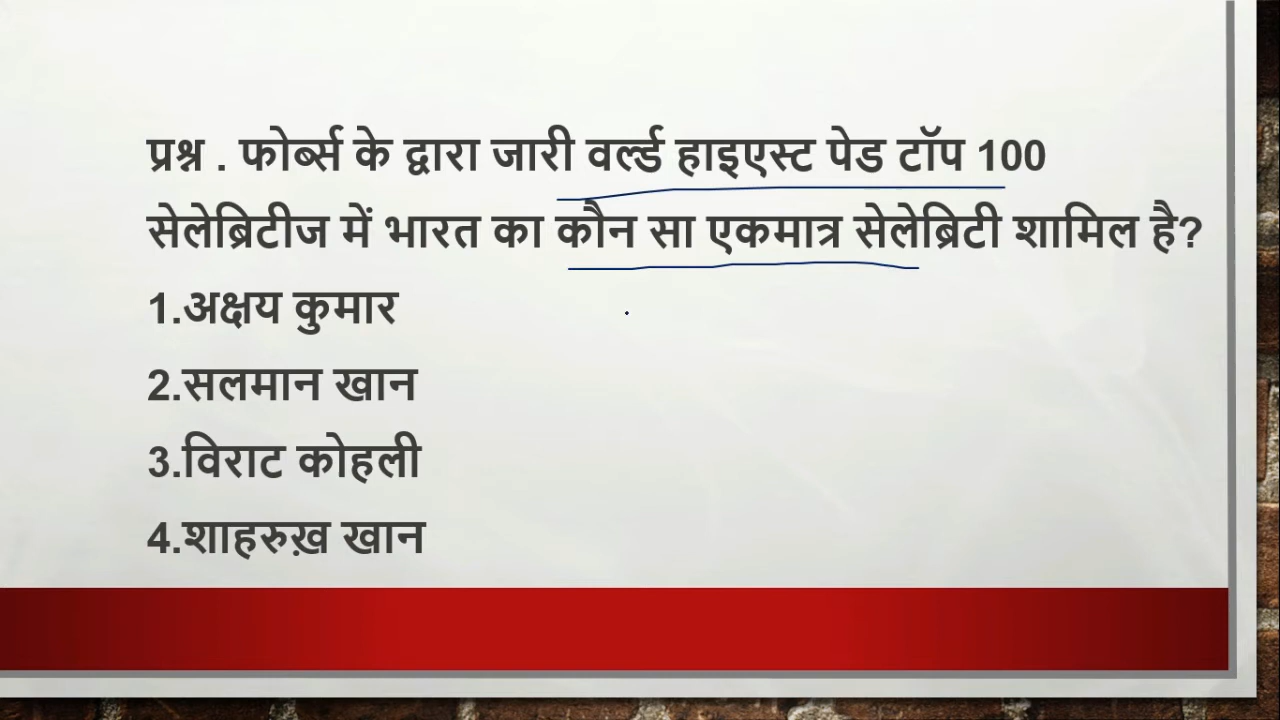 प्रश्न . फोर्ब्स के द्वारा जारी वर्ल्ड हाइएस्ट पेड टॉप 100
सेलेब्रिटीज में भारत का कौन सा एकमात्र सेलेब्रिटी शामिल है?
1.अक्षय कुमार
2.सलमान खान
3.विराट कोहली
4.शाहरुख़ खान